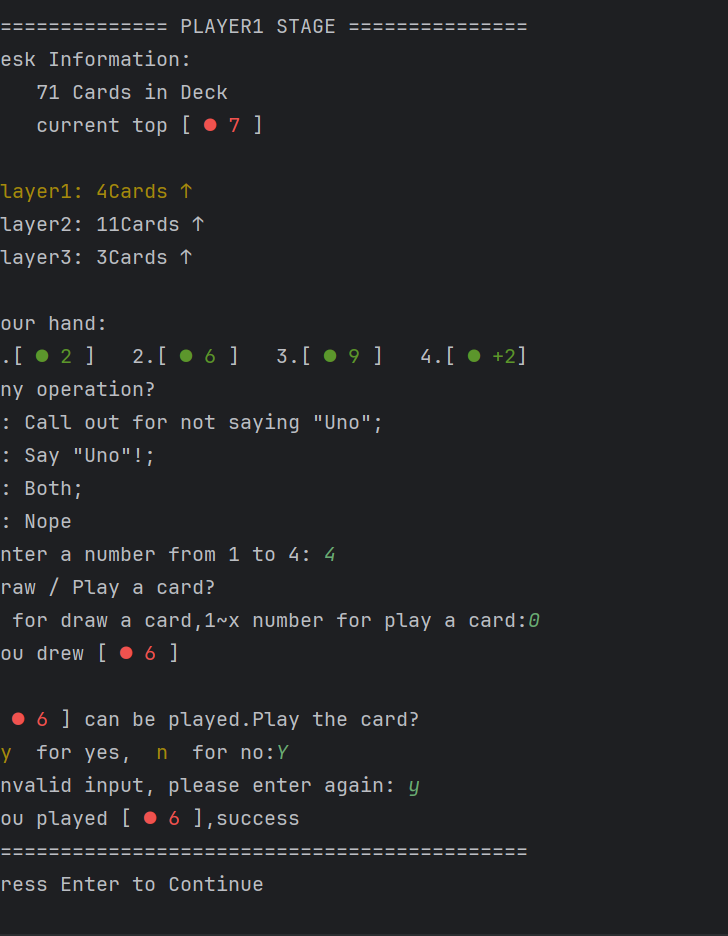 ============== PLAYER1 STAGE ===============
esk Information:
71 Cards in Deck
current top [ ● 7 ]
layer1: 4Cards ↑
layer2: 11Cards ↑
layer3: 3Cards ↑
our hand:
.[ ● 2 ]   2.[ ● 6 ]   3.[ ● 9 ]   4.[ ● +2]
ny operation?
: Call out for not saying "Uno";
: Say "Uno"!;
: Both;
: Nope
nter a number from 1 to 4: 4
raw / Play a card?
for draw a card,1~x number for play a card:0
ou drew [ ● 6 ]
● 6 ] can be played.Play the card?
y  for yes,  n  for no:Y
nvalid input, please enter again: y
ou played [ ● 6 ],success
============================================
ress Enter to Continue